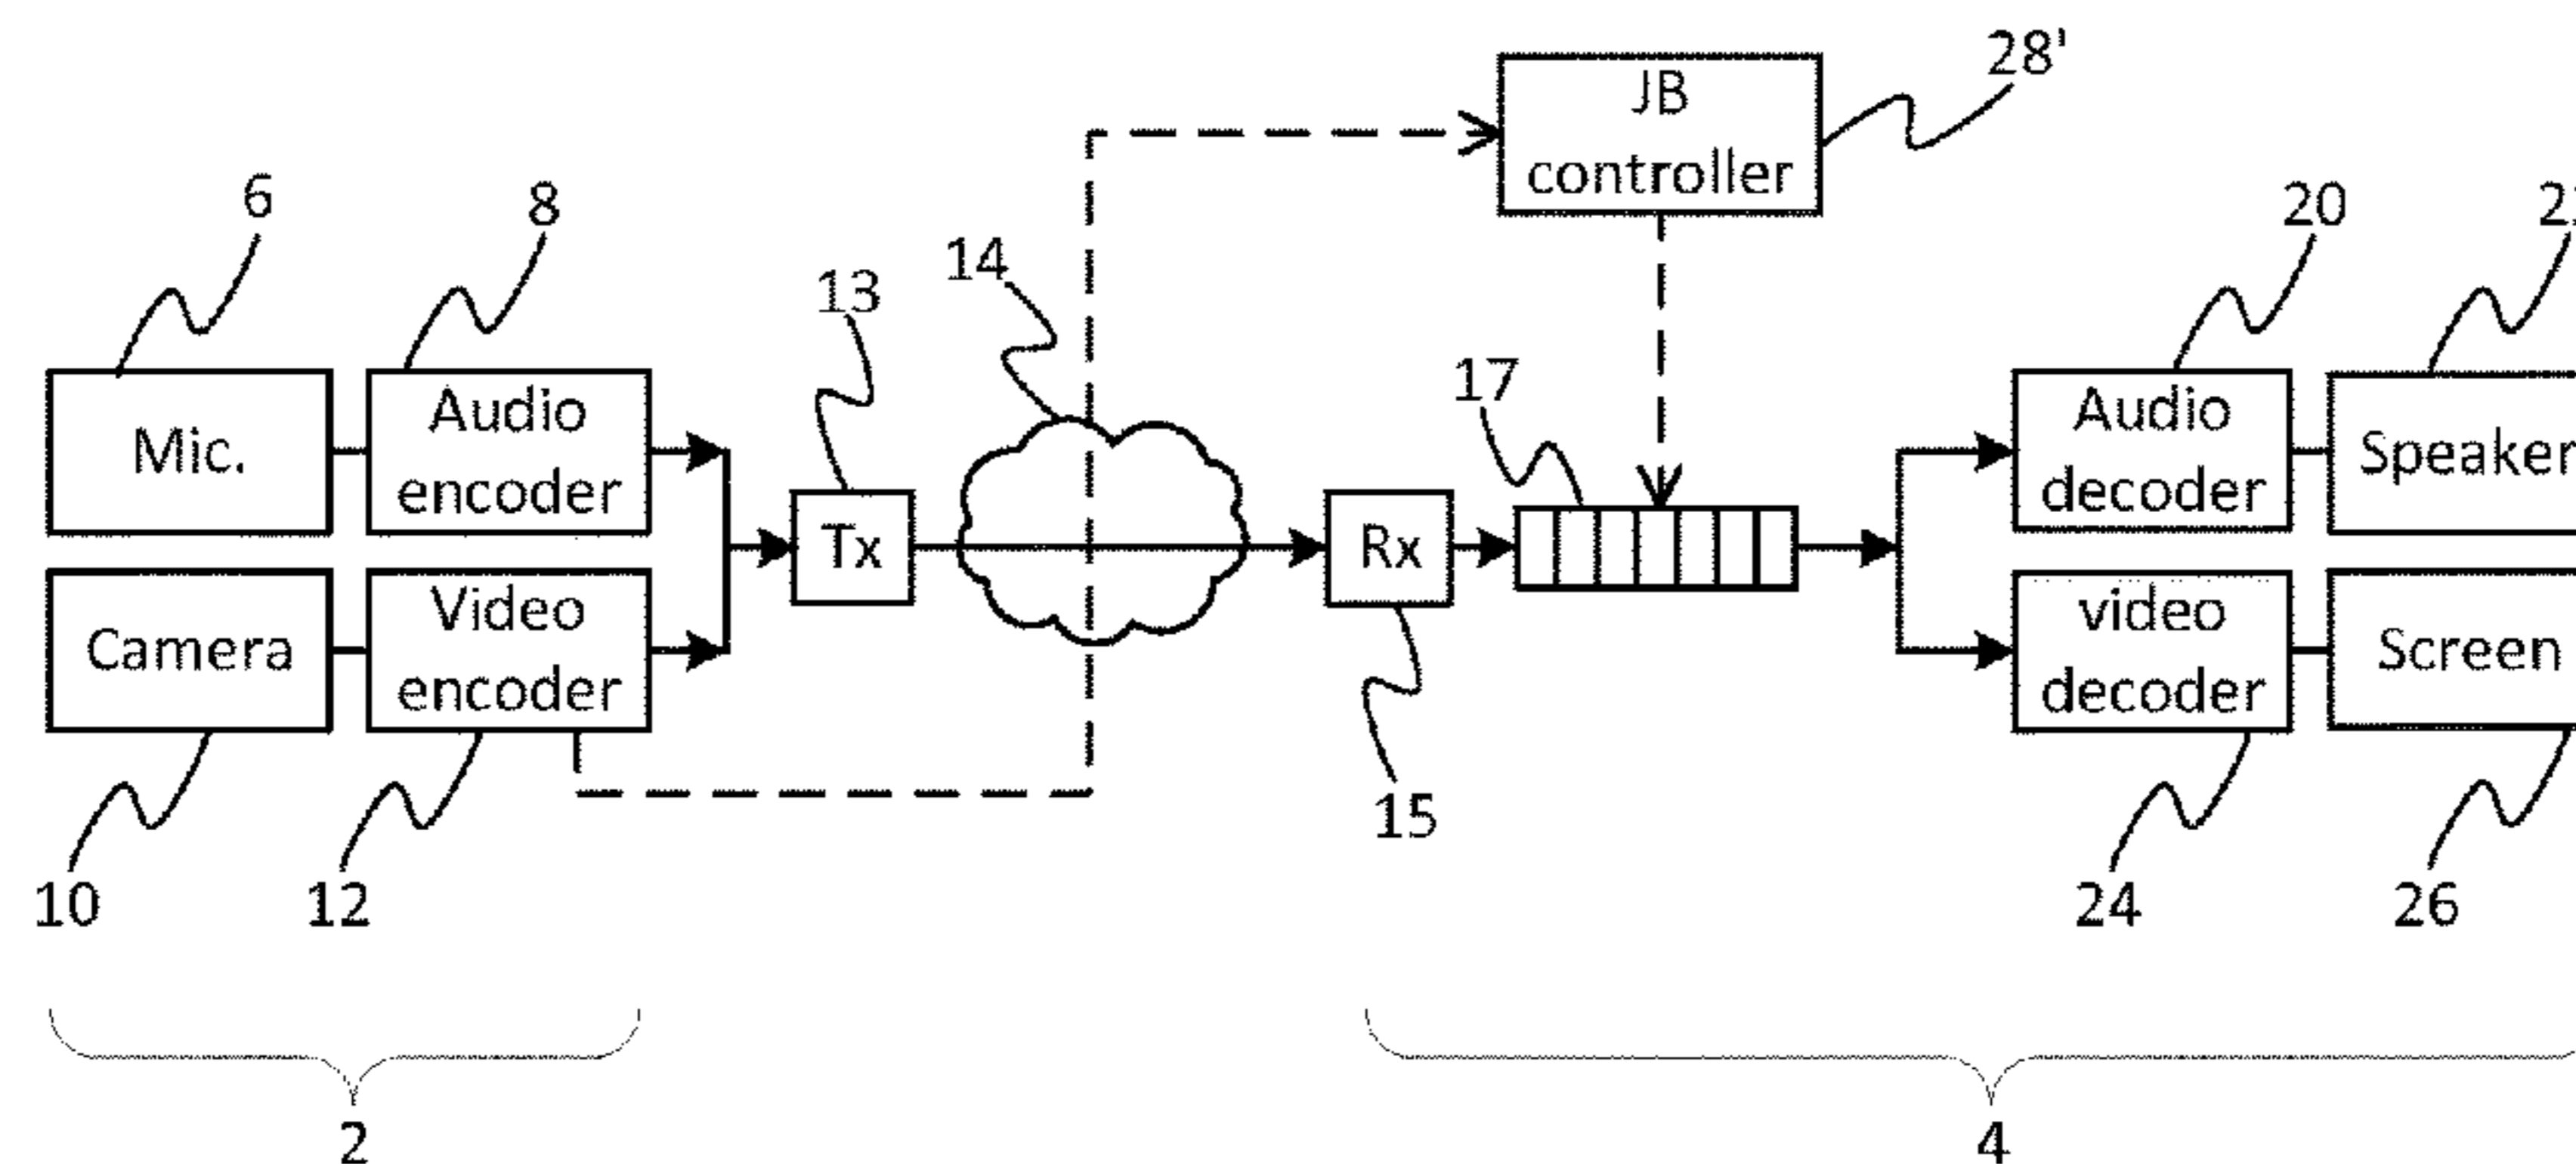 28'
JB
controller
6
8
14
13
20
17
Mic.
Audio
encoder
Audio
decoder
Speaker
Tx
Rx
Camera
Video
encoder
video
decoder
Screen
15
10
12
24
26
2
4